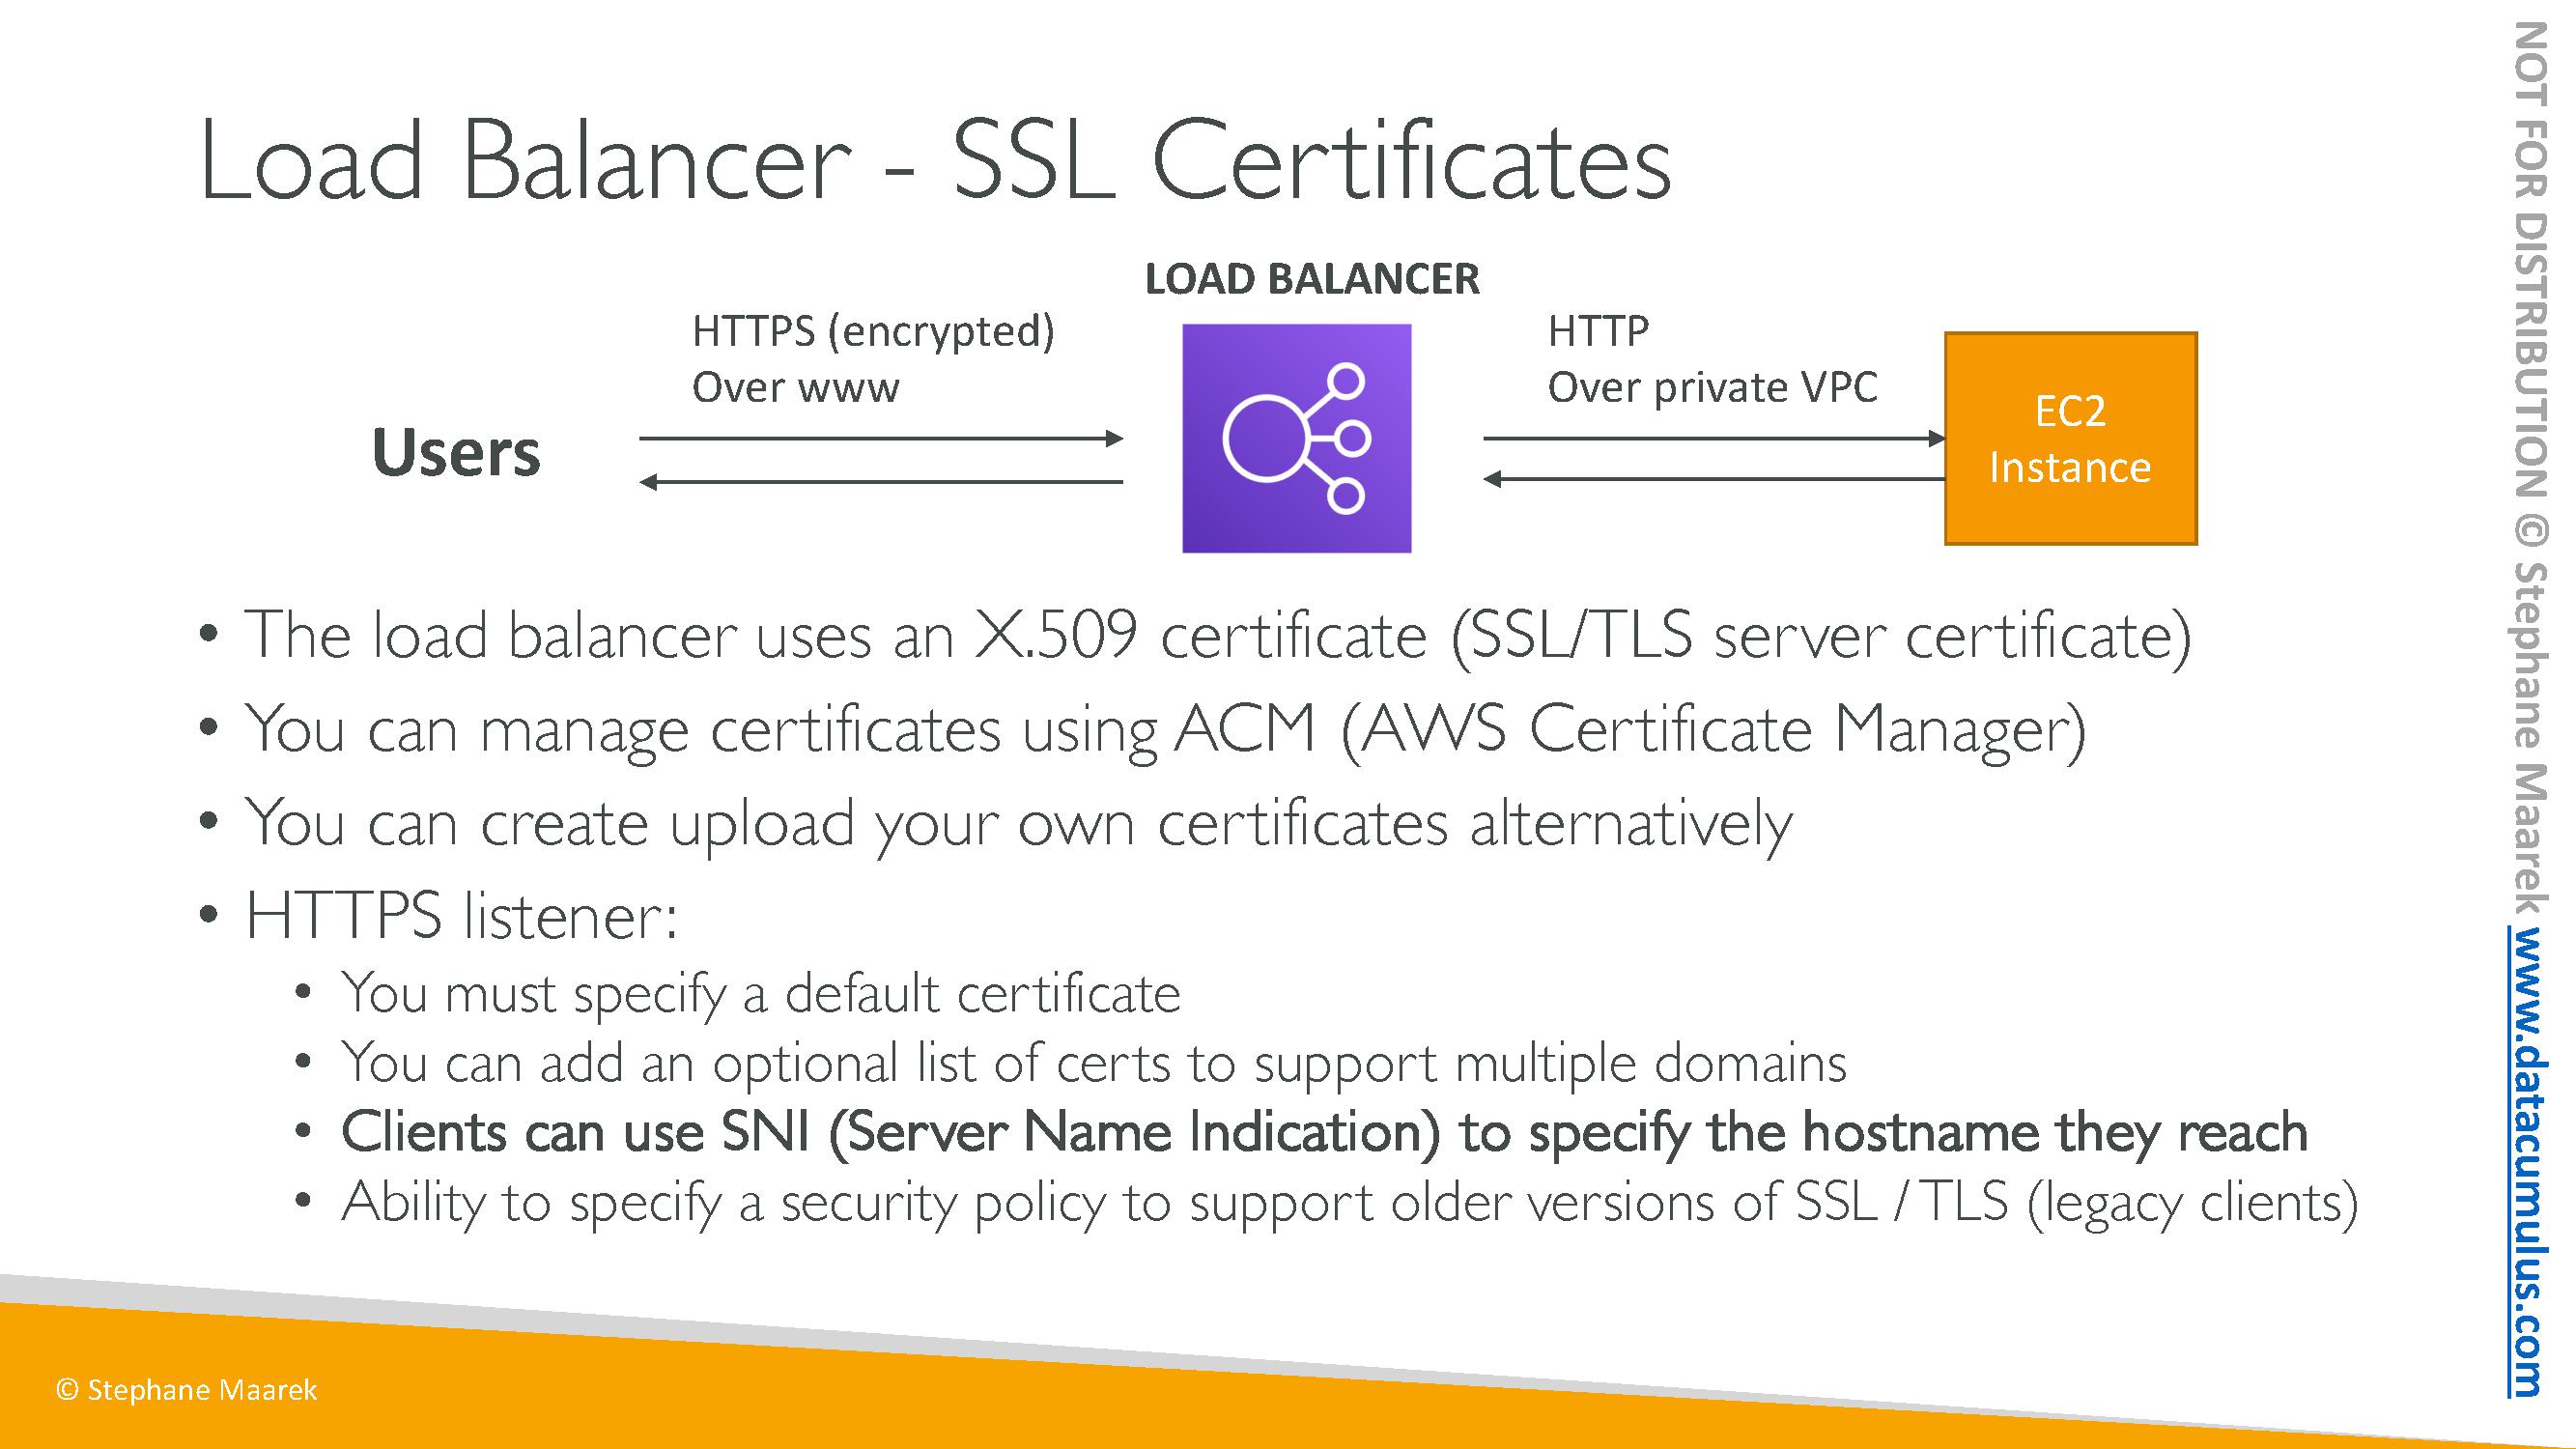 Load Balancer - SSL Certificates
LOAD BALANCER
HTTPS (encrypted)
Over www
HTTP
Over private VPC
Users
EC2
Instance
• The load balancer uses an X.509 certificate (SSL/TLS server certificate)
• You can manage certificates using ACM (AWS Certificate Manager)
• You can create upload your own certificates alternatively
• HTTPS listener:
• You must specify a default certificate
• You can add an optional list of certs to support multiple domains
• Clients can use SNI (Server Name Indication) to specify the hostname they reach
• Ability to specify a security policy to support older versions of SSL / TLS (legacy clients)
© Stephane Maarek
NOT FOR DISTRIBUTION © Stephane Maarek www.datacumulus.com